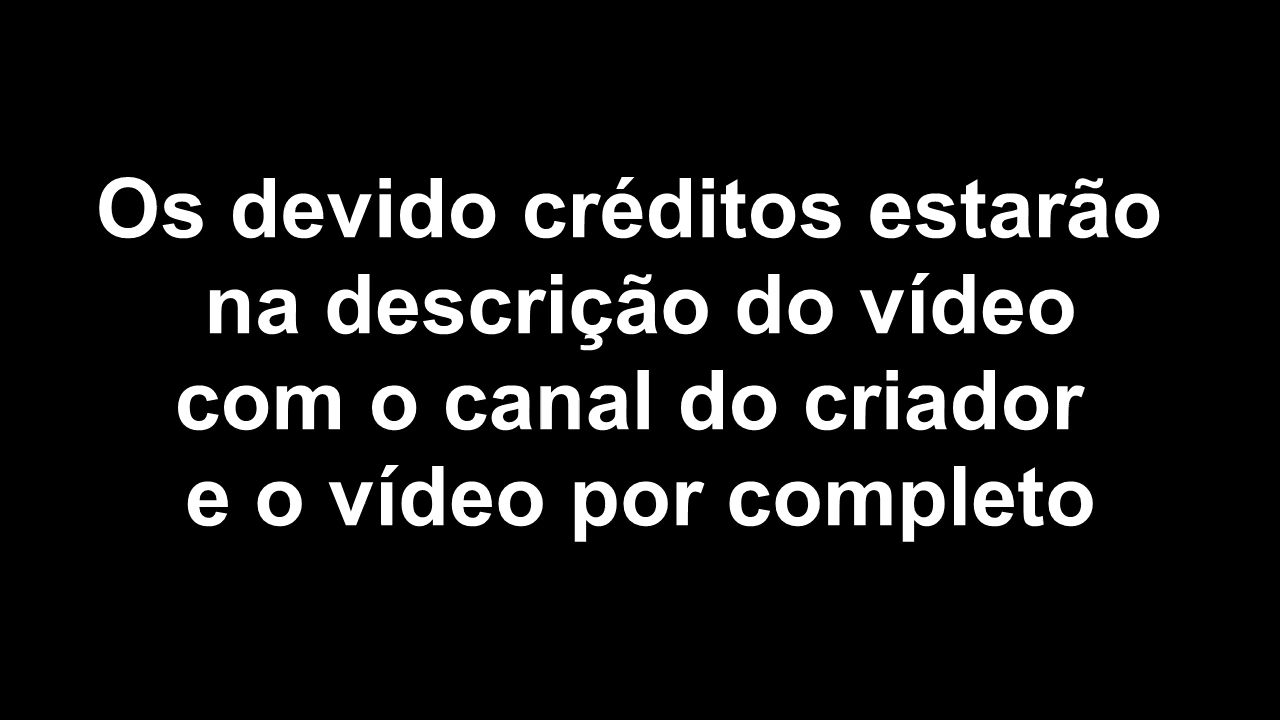 Os devido créditos estarão
na descrição do vídeo
com o canal do criador
e o vídeo por completo